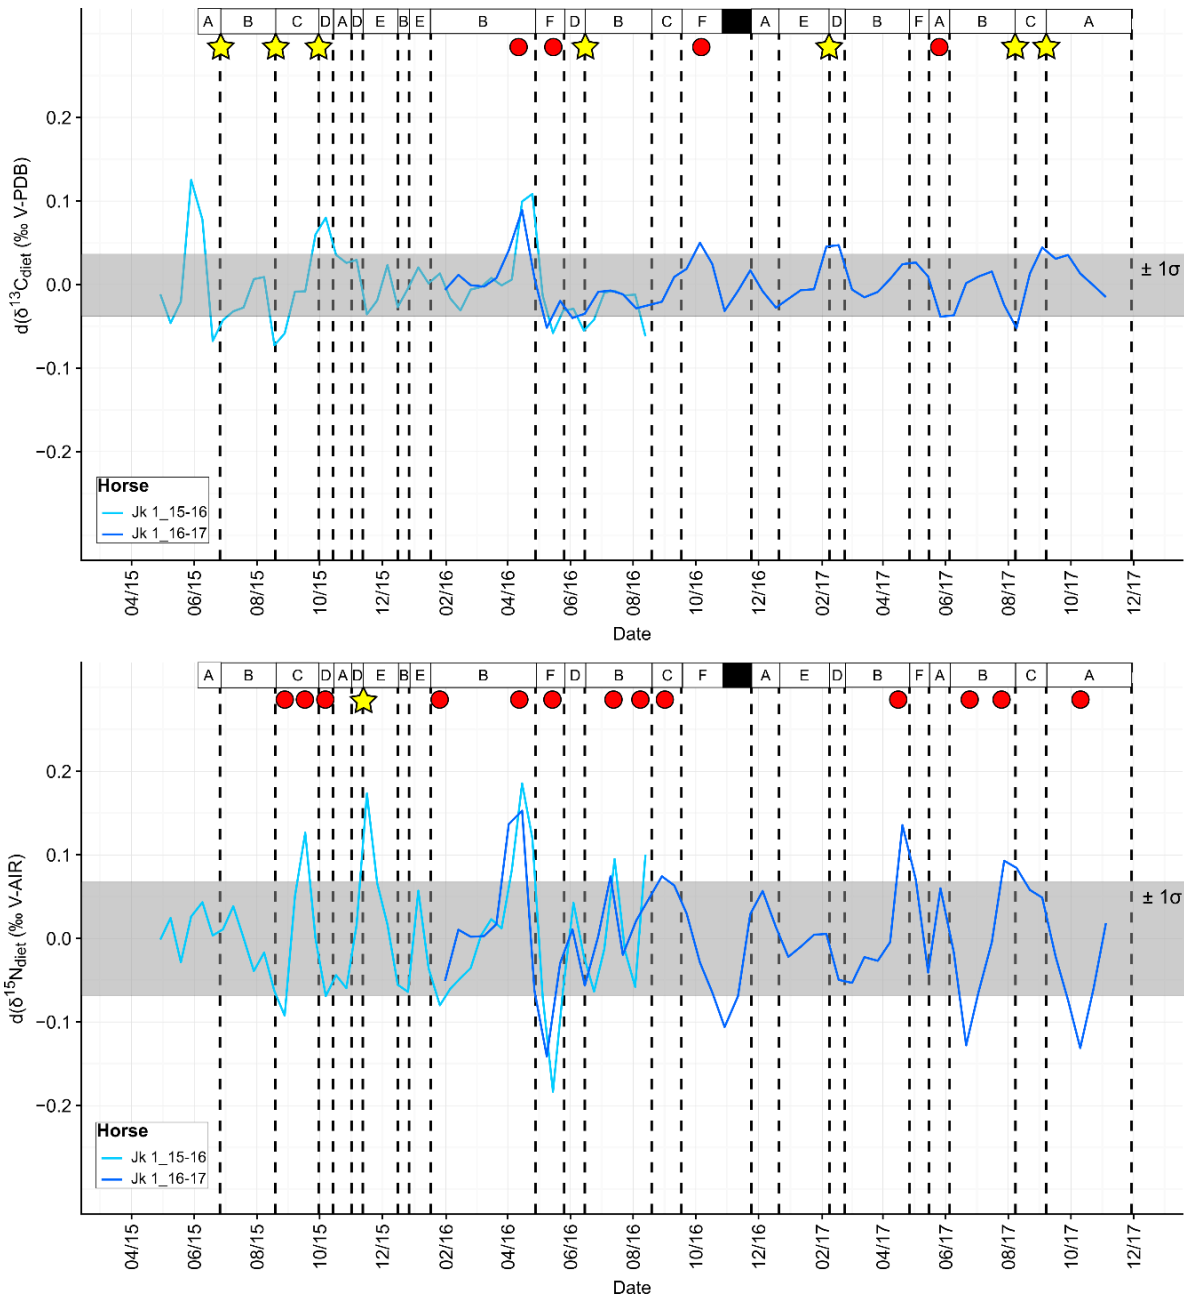 A B C D A D E B E B F D B C F A E D B F A B C A
d(δ¹³C_diet (‰ V-PDB)
0.2
0.1
0.0
−0.1
−0.2
± 1σ
Horse
Jk 1_15-16
Jk 1_16-17
04/15 06/15 08/15 10/15 12/15 02/16 04/16 06/16 08/16 10/16 12/16 02/17 04/17 06/17 08/17 10/17 12/17
Date
A B C D A D E B E B F D B C F A E D B F A B C A
d(δ¹⁵N_diet (‰ V-AIR)
0.2
0.1
0.0
−0.1
−0.2
± 1σ
Horse
Jk 1_15-16
Jk 1_16-17
04/15 06/15 08/15 10/15 12/15 02/16 04/16 06/16 08/16 10/16 12/16 02/17 04/17 06/17 08/17 10/17 12/17
Date